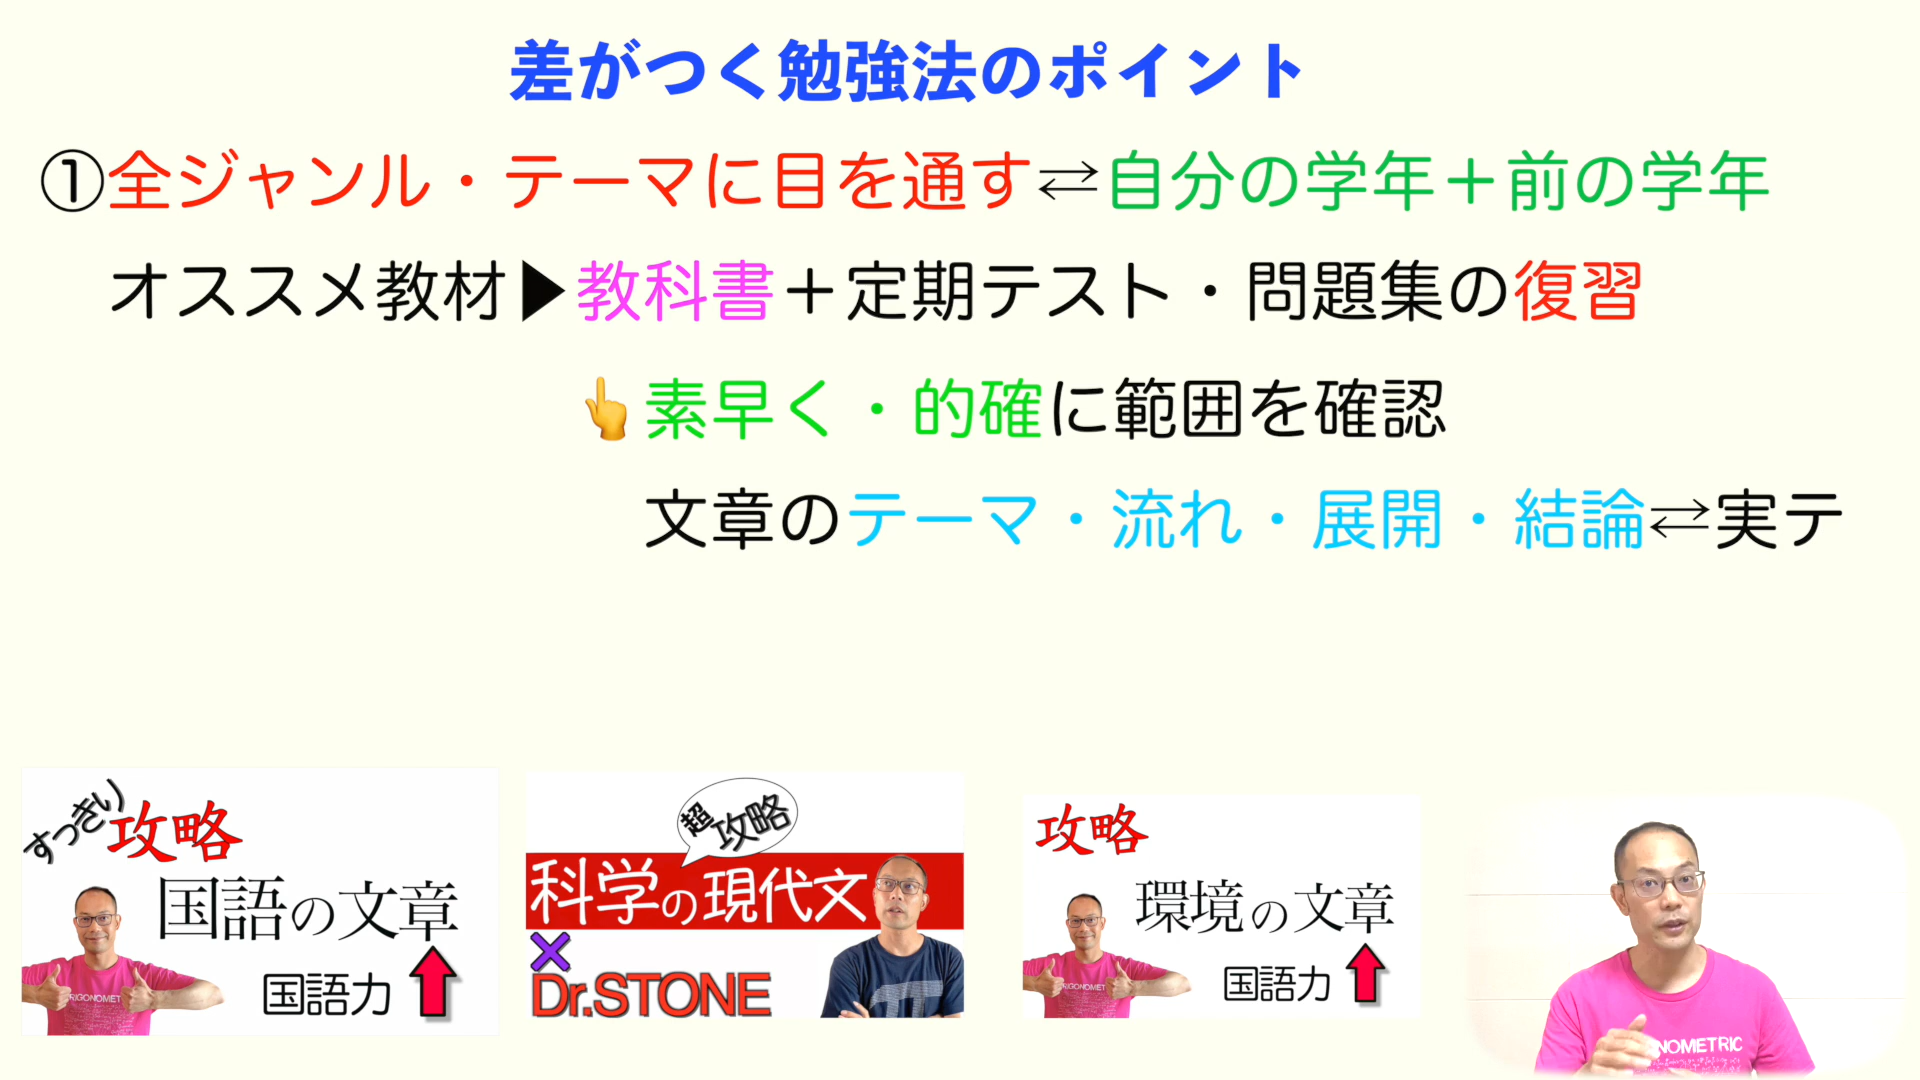 差がつく勉強法のポイント
①全ジャンル・テーマに目を通す⇄自分の学年＋前の学年
オススメ教材▶教科書＋定期テスト・問題集の復習
👆素早く・的確に範囲を確認
文章のテーマ・流れ・展開・結論⇄実テ
すっきり攻略
国語の文章
国語力
RIGONOMET
超攻略
科学の現代文
×
Dr.STONE
攻略
環境の文章
国語力
RIGONOMET
NOMETRIC